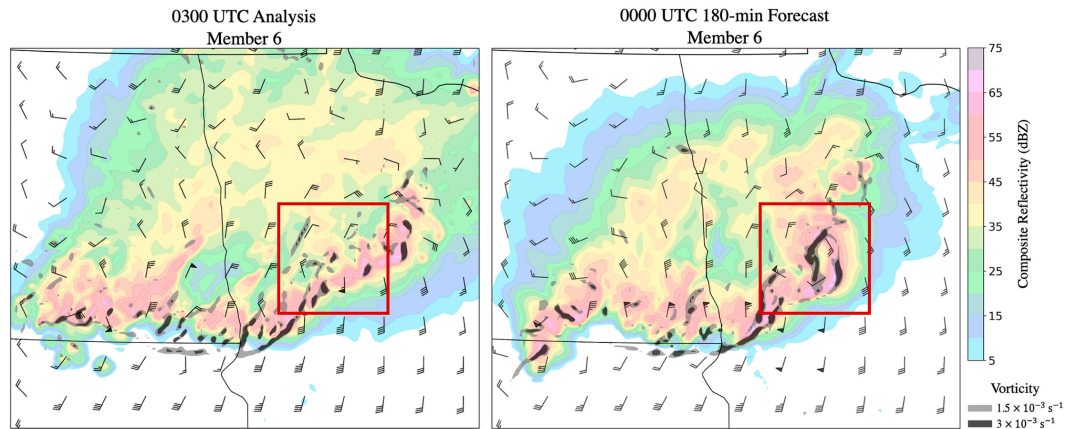 0300 UTC Analysis
Member 6
0000 UTC 180-min Forecast
Member 6
75
65
55
45
35
25
15
5
Composite Reflectivity (dBZ)
Vorticity
1.5 × 10⁻³ s⁻¹
3 × 10⁻³ s⁻¹